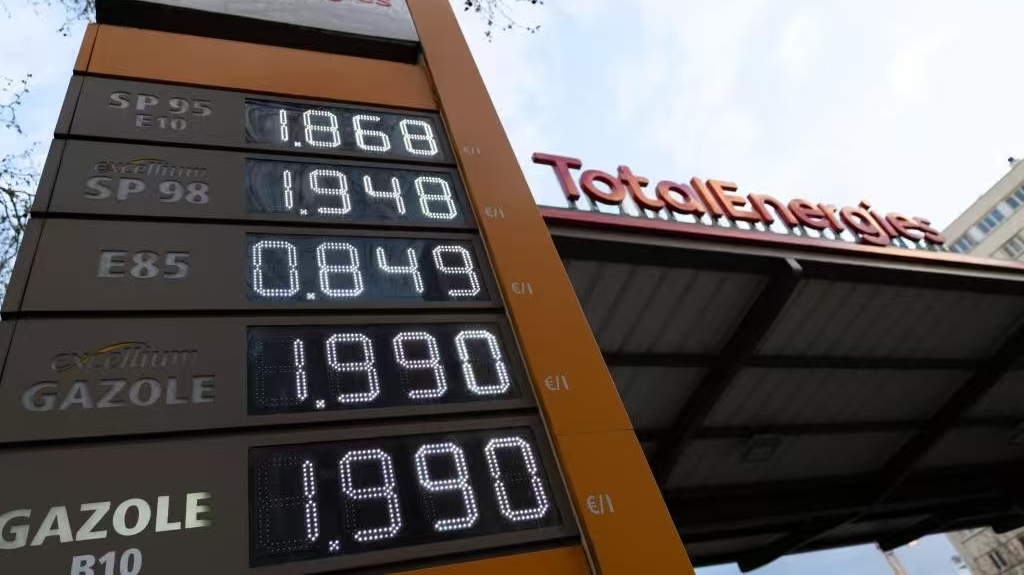 SP 95
E10
1.868
€/l
excellium
SP 98
1.948
€/l
E85
0.849
€/l
excellium
GAZOLE
1.990
€/l
GAZOLE
B10
1.990
€/l
TotalEnergies